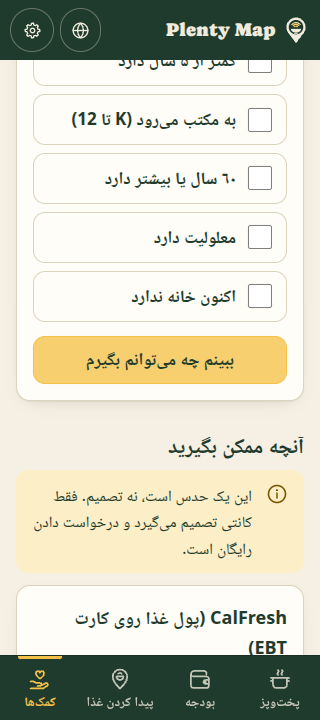 Plenty Map
کمتر از ۵ سال دارد
به مکتب می‌رود (K تا 12)
۶۰ سال یا بیشتر دارد
معلولیت دارد
اکنون خانه ندارد
ببینم چه می‌توانم بگیرم
آنچه ممکن بگیرید
این یک حدس است، نه تصمیم. فقط
کانتی تصمیم می‌گیرد و درخواست دادن
رایگان است.
CalFresh (پول غذا روی کارت
EBT)
پخت‌وپز
بودجه
پیدا کردن غذا
کمک‌ها